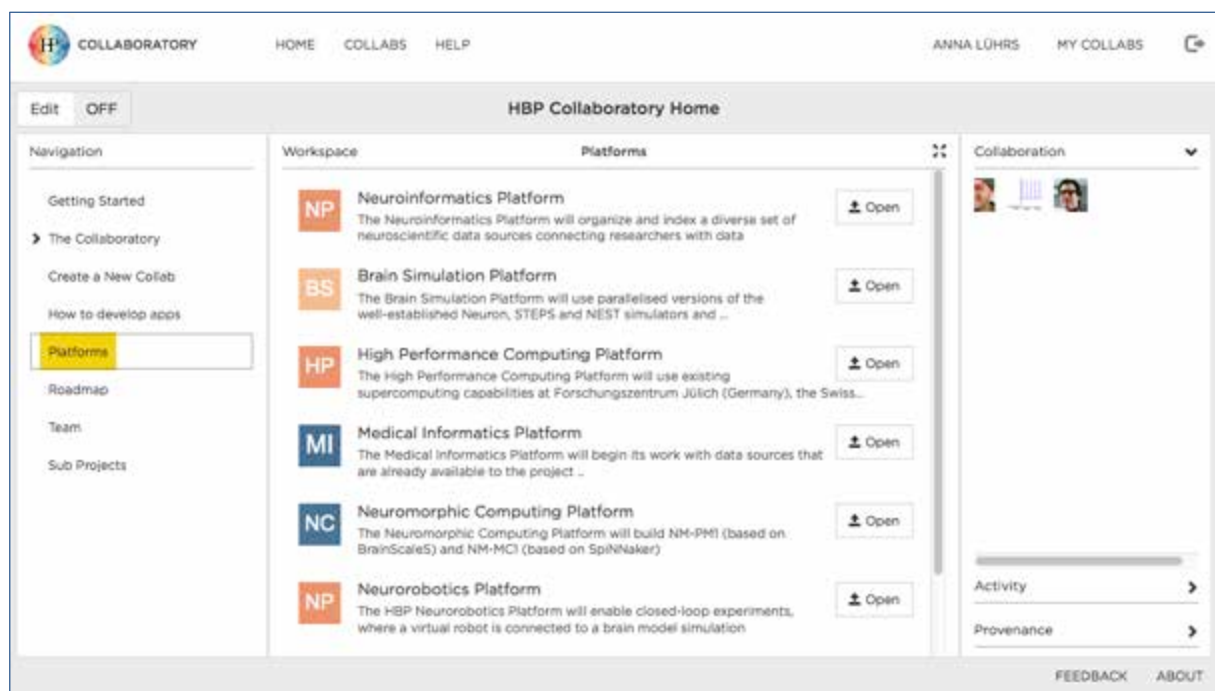 HP COLLABORATORY HOME COLLABS HELP ANNA LÜHRS MY COLLABS
Edit OFF HBP Collaboratory Home
Navigation
Getting Started
The Collaboratory
Create a New Collab
How to develop apps
Platforms
Roadmap
Team
Sub Projects
Workspace Platforms
NP
Neuroinformatics Platform
The Neuroinformatics Platform will organize and index a diverse set of
neuroscientific data sources connecting researchers with data
Open
BS
Brain Simulation Platform
The Brain Simulation Platform will use parallelised versions of the
well-established Neuron, STEPS and NEST simulators and ...
Open
HP
High Performance Computing Platform
The High Performance Computing Platform will use existing
supercomputing capabilities at Forschungszentrum Jülich (Germany), the Swiss...
Open
MI
Medical Informatics Platform
The Medical Informatics Platform will begin its work with data sources that
are already available to the project ...
Open
NC
Neuromorphic Computing Platform
The Neuromorphic Computing Platform will build NM-PM1 (based on
BrainScaleS) and NM-MC1 (based on SpiNNaker)
Open
NP
Neurorobotics Platform
The HBP Neurorobotics Platform will enable closed-loop experiments,
where a virtual robot is connected to a brain model simulation
Open
Collaboration
Activity
Provenance
FEEDBACK ABOUT